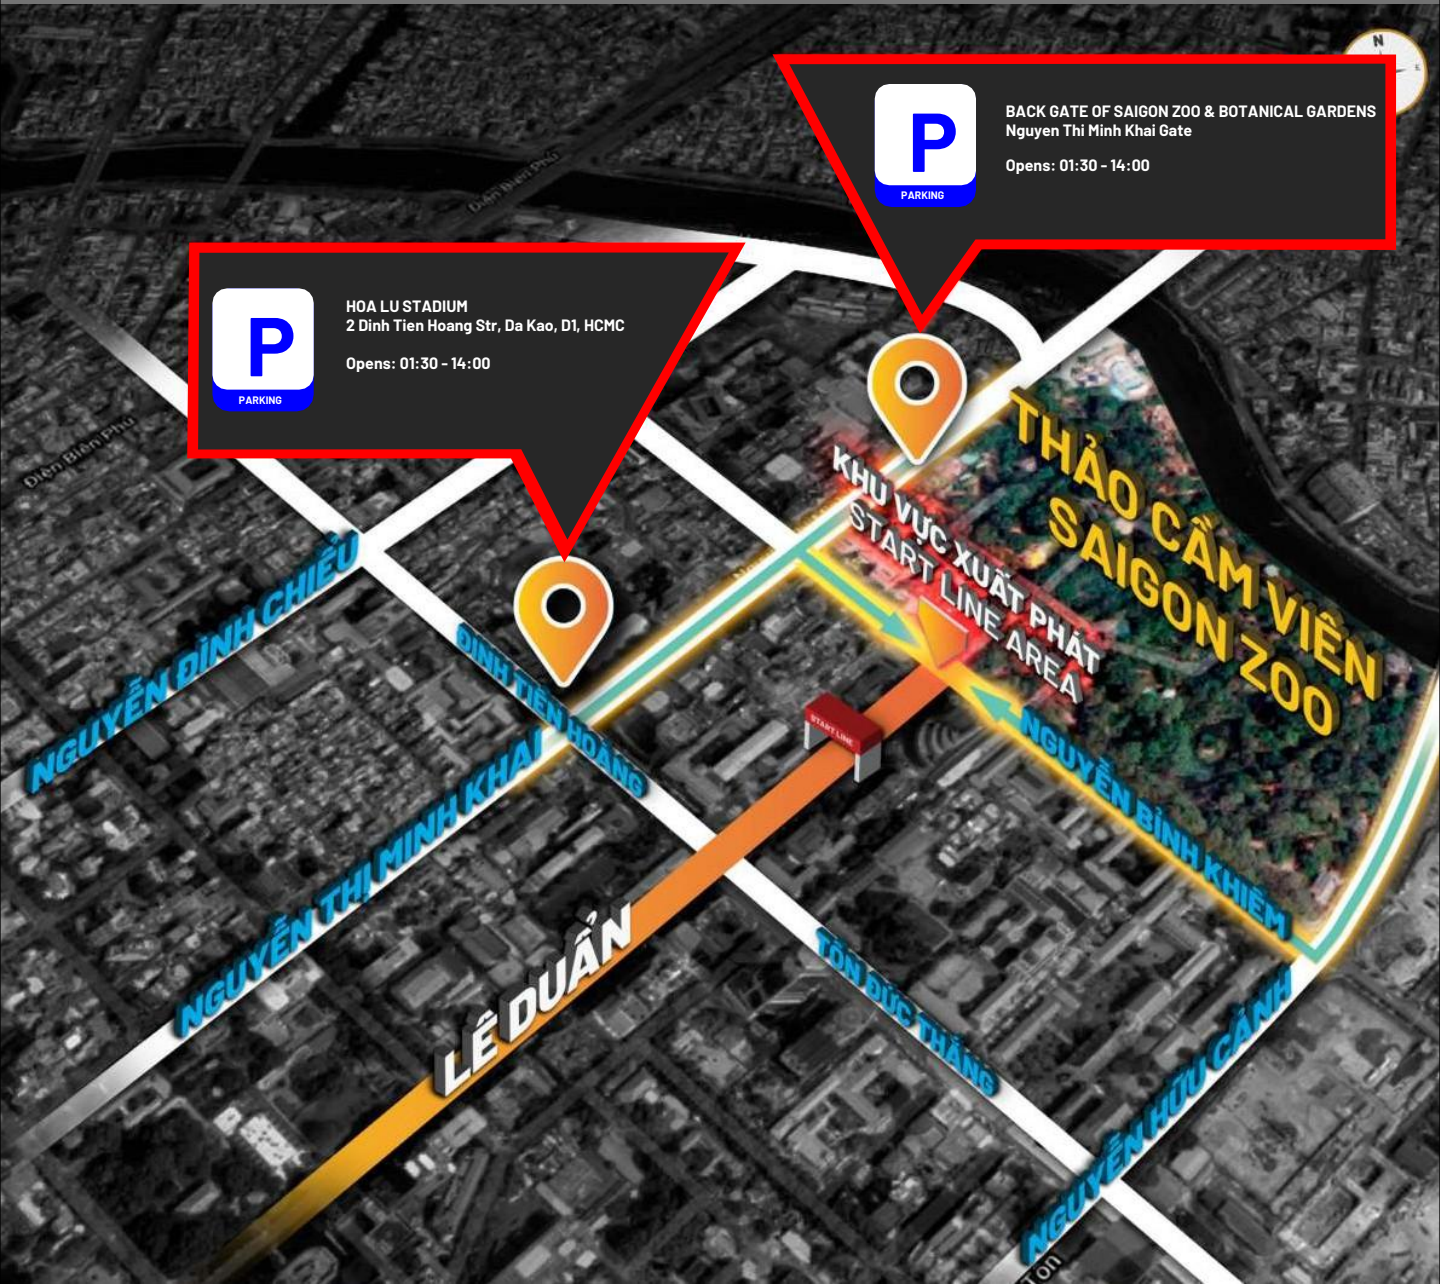 N
E
BACK GATE OF SAIGON ZOO & BOTANICAL GARDENS
Nguyen Thi Minh Khai Gate
Opens: 01:30 - 14:00
P
PARKING
Điện Biên Phủ
HOA LU STADIUM
2 Dinh Tien Hoang Str, Da Kao, D1, HCMC
Opens: 01:30 - 14:00
P
PARKING
Điện Biên Phủ
THẢO CẦM VIÊN
SAIGON ZOO
KHU VỰC XUẤT PHÁT
START LINE AREA
NGUYỄN ĐÌNH CHIỂU
ĐINH TIÊN HOÀNG
START LINE
NGUYỄN BỈNH KHIÊM
NGUYỄN THỊ MINH KHAI
LÊ DUẨN
TÔN ĐỨC THẮNG
NGUYỄN HỮU CẢNH